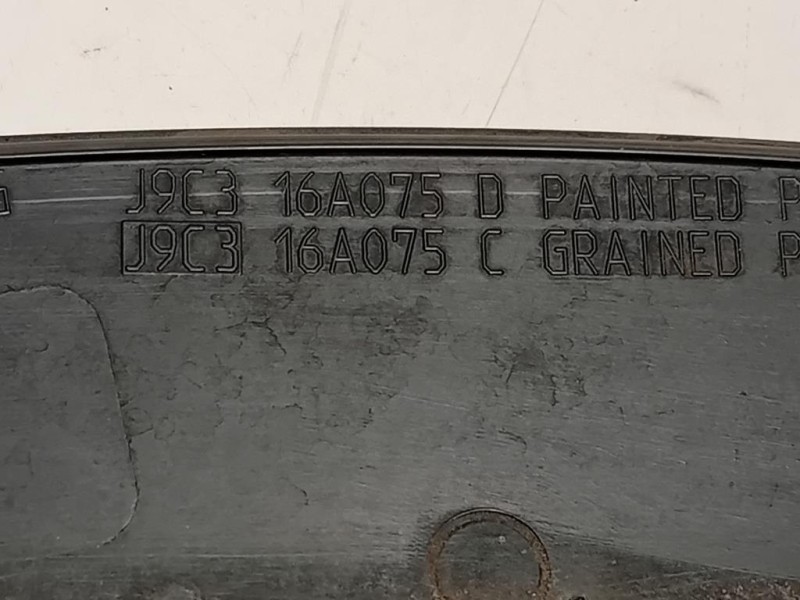 J9C3 16A075 D PAINTED P
J9C3 16A075 C GRAINED P